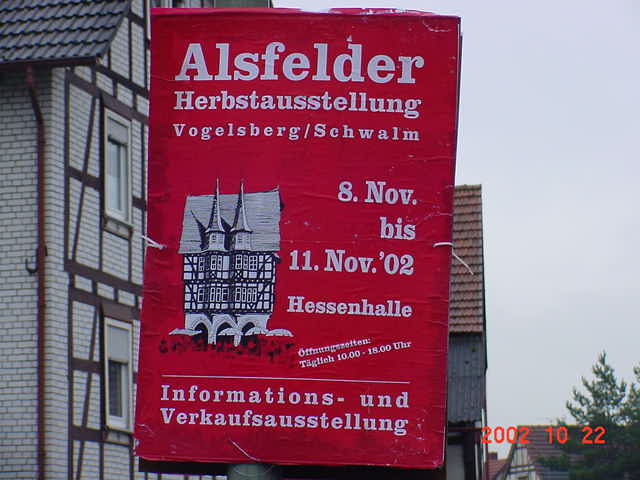 Alsfelder
Herbstausstellung
Vogelsberg/Schwalm
8. Nov.
bis
11. Nov.'02
Hessenhalle
Öffnungszeiten:
Täglich 10.00 - 18.00 Uhr
Informations- und
Verkaufsausstellung
2002 10 22